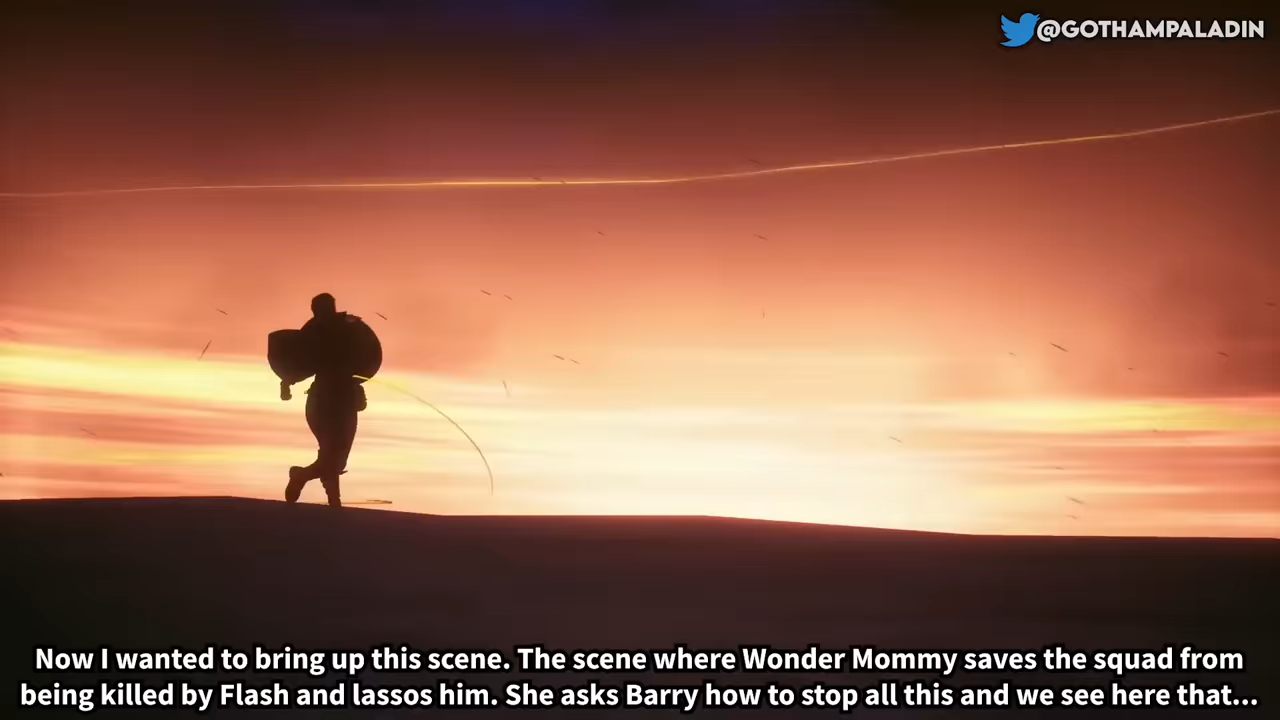 @GOTHAMPALADIN
Now I wanted to bring up this scene. The scene where Wonder Mommy saves the squad from
being killed by Flash and lassos him. She asks Barry how to stop all this and we see here that...